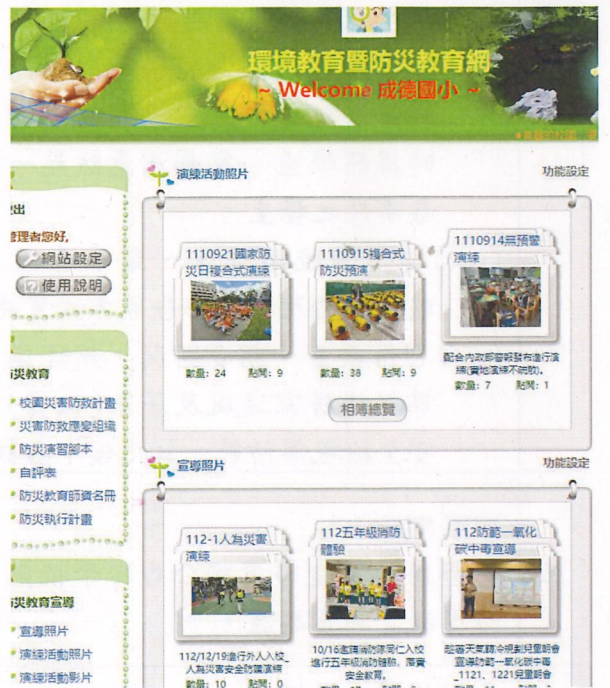 環境教育暨防災教育網
~ Welcome 成德國小 ~
出
管理者您好,
網站設定
使用說明
災教育
校園災害防救計畫
災害防救應變組織
防災演習腳本
自評表
防災教育師資名冊
防災執行計畫
災教育宣導
宣導照片
演練活動照片
演練活動影片
演練活動照片
功能設定
1110921國家防
災日複合式演練
數量: 24 點閱: 9
1110915複合式
防災預演
數量: 38 點閱: 9
1110914無預警
演練
配合內政部警報發布進行演
練(實地演練不疏散)。
數量: 7 點閱: 1
相簿總覽
宣導照片
功能設定
112-1人為災害
演練
112/12/19進行外人入校_
人為災害安全防護演練
數量: 10 點閱: 0
112五年級消防
體驗
10/16邀請消防隊同仁入校
進行五年級消防體驗，落實
安全教育。
112防範一氧化
碳中毒宣導
趁著天氣轉冷規劃兒童朝會
宣導防範一氧化碳中毒
_1121、1221兒童朝會